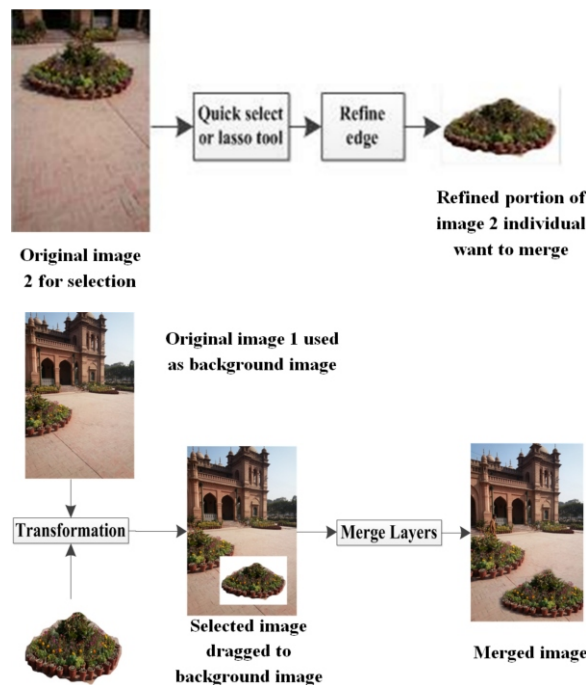 Quick select
or lasso tool
Refine
edge
Refined portion of
image 2 individual
want to merge
Original image
2 for selection
Original image 1 used
as background image
Transformation
Merge Layers
Selected image
dragged to
background image
Merged image